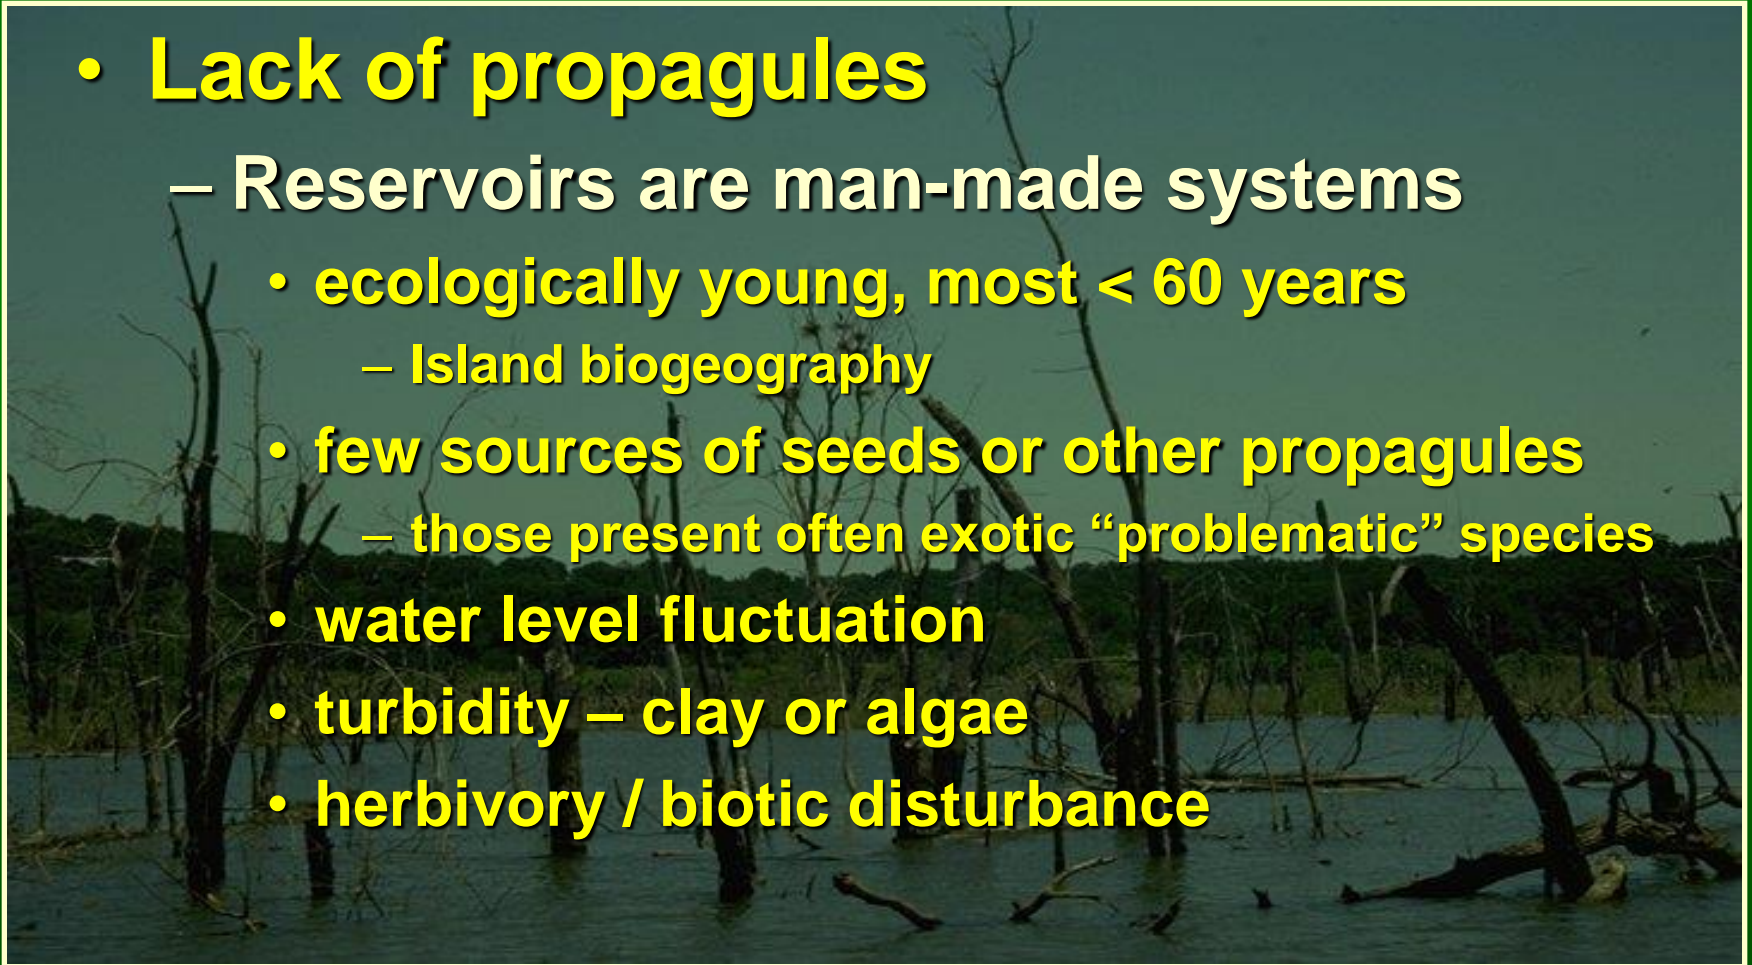 • Lack of propagules
– Reservoirs are man-made systems
• ecologically young, most < 60 years
– Island biogeography
• few sources of seeds or other propagules
– those present often exotic “problematic” species
• water level fluctuation
• turbidity – clay or algae
• herbivory / biotic disturbance